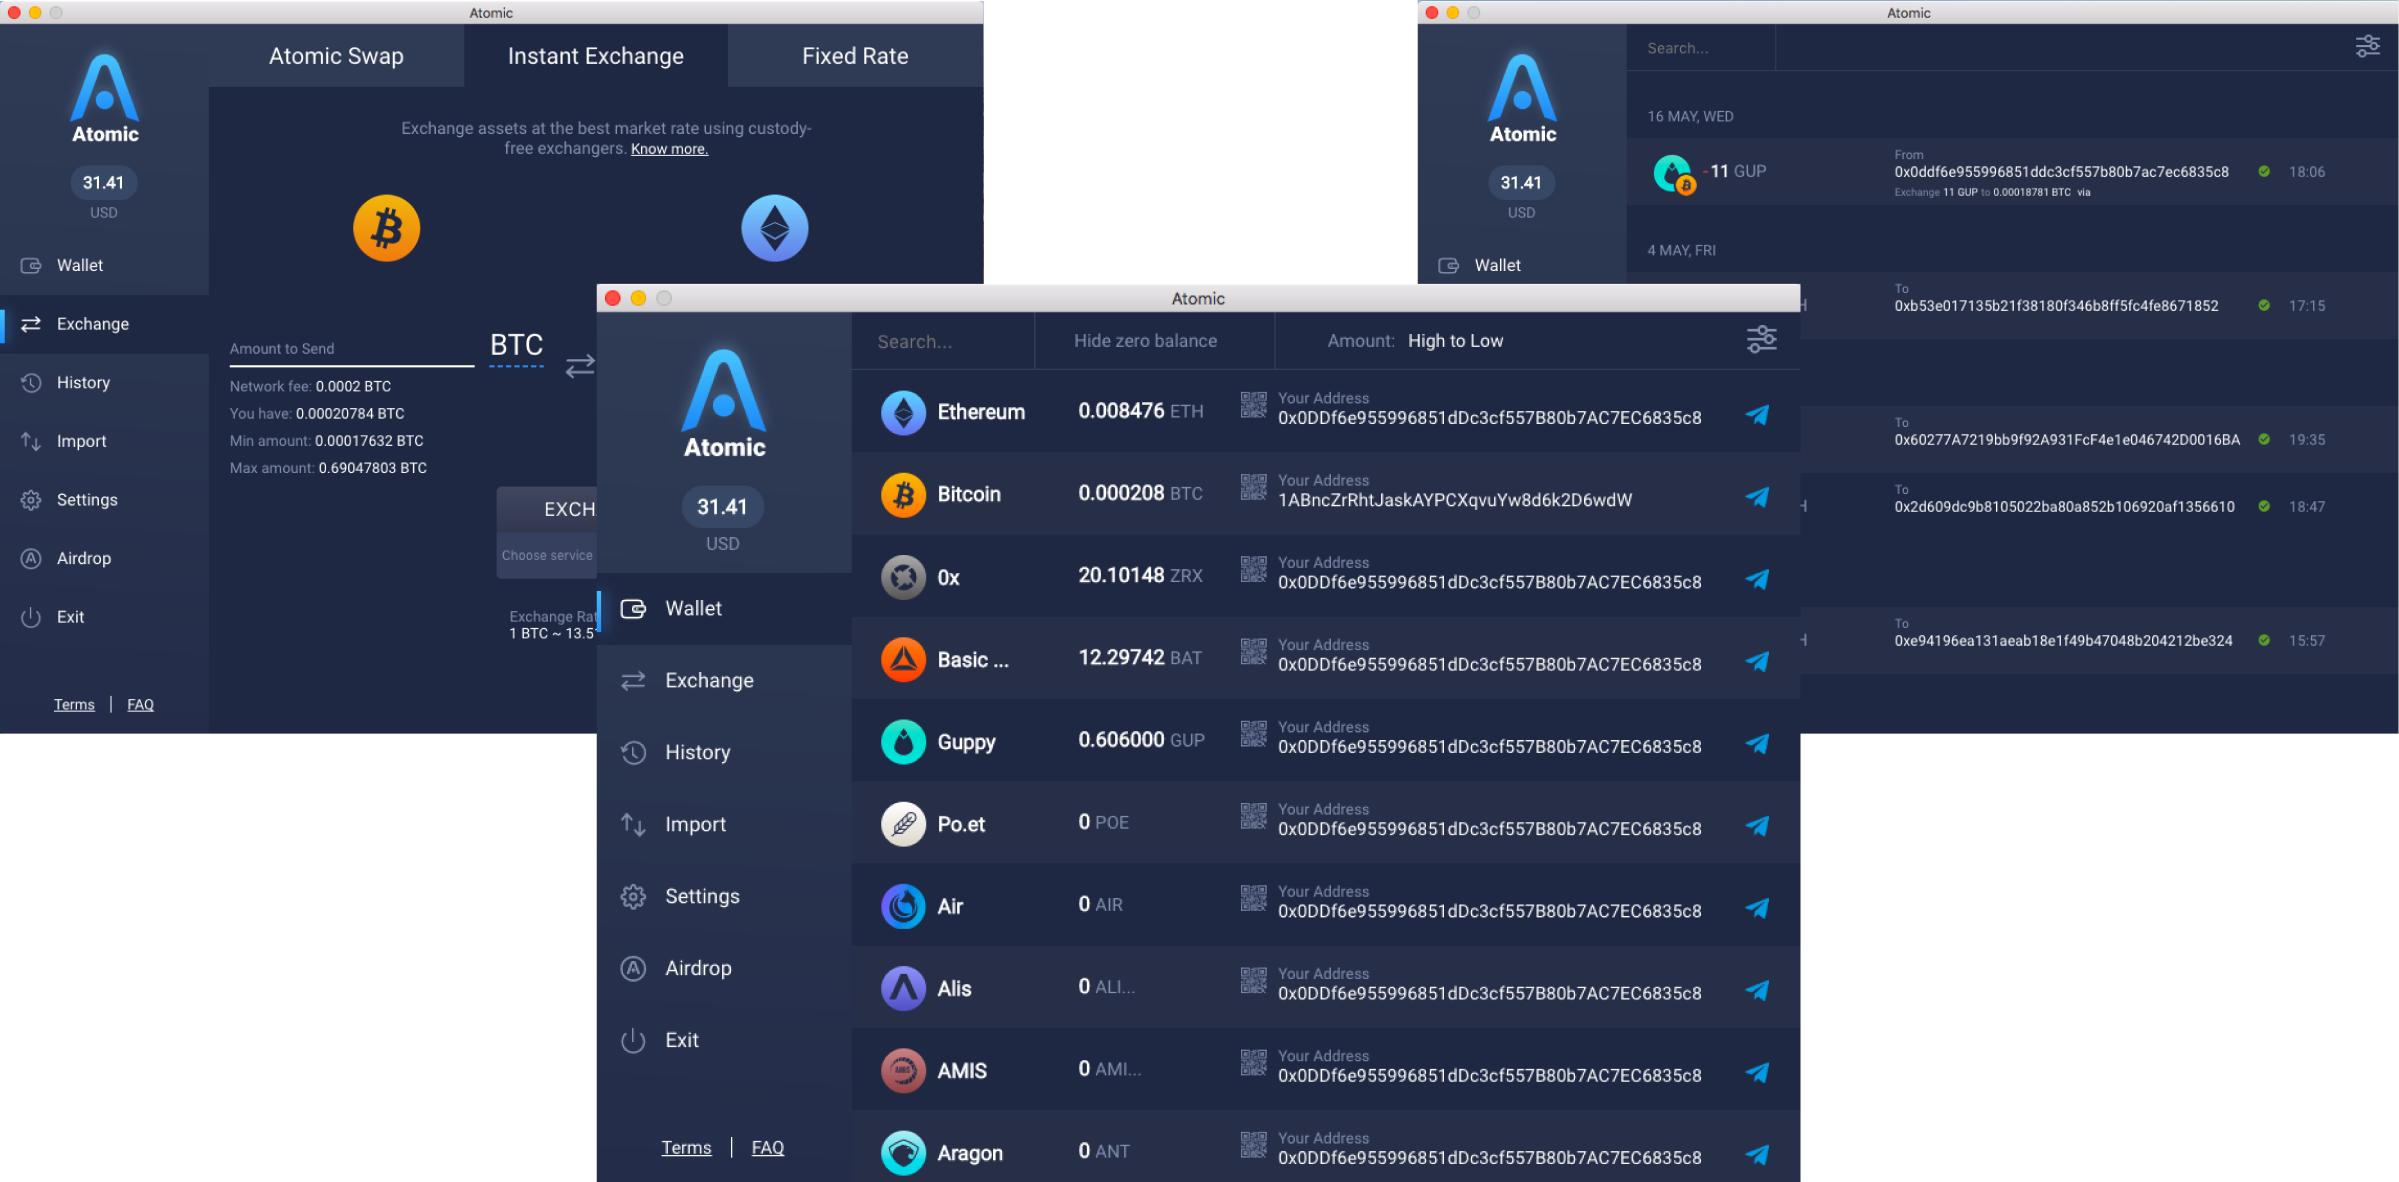 Atomic
Atomic
31.41
USD
Wallet
Exchange
History
Import
Settings
Airdrop
Exit
Terms | FAQ
Atomic Swap
Instant Exchange
Fixed Rate
Exchange assets at the best market rate using custody-
free exchangers. Know more.
Amount to Send
BTC
Network fee: 0.0002 BTC
You have: 0.00020784 BTC
Min amount: 0.00017632 BTC
Max amount: 0.69047803 BTC
EXCH
Choose service
Exchange Rat
1 BTC ~ 13.5
Atomic
Atomic
31.41
USD
Wallet
Exchange
History
Import
Settings
Airdrop
Exit
Terms | FAQ
Search...
Hide zero balance
Amount: High to Low
Ethereum
0.008476 ETH
Your Address
0x0DDf6e955996851dDc3cf557B80b7AC7EC6835c8
Bitcoin
0.000208 BTC
Your Address
1ABncZrRhtJaskAYPCXqvuYw8d6k2D6wdW
0x
20.10148 ZRX
Your Address
0x0DDf6e955996851dDc3cf557B80b7AC7EC6835c8
Basic ...
12.29742 BAT
Your Address
0x0DDf6e955996851dDc3cf557B80b7AC7EC6835c8
Guppy
0.606000 GUP
Your Address
0x0DDf6e955996851dDc3cf557B80b7AC7EC6835c8
Po.et
0 POE
Your Address
0x0DDf6e955996851dDc3cf557B80b7AC7EC6835c8
Air
0 AIR
Your Address
0x0DDf6e955996851dDc3cf557B80b7AC7EC6835c8
Alis
0 ALI...
Your Address
0x0DDf6e955996851dDc3cf557B80b7AC7EC6835c8
AMIS
0 AMI...
Your Address
0x0DDf6e955996851dDc3cf557B80b7AC7EC6835c8
Aragon
0 ANT
Your Address
0x0DDf6e955996851dDc3cf557B80b7AC7EC6835c8
Atomic
Atomic
31.41
USD
Wallet
Search...
16 MAY, WED
-11 GUP
From
0x0ddf6e955996851ddc3cf557b80b7ac7ec6835c8
18:06
Exchange 11 GUP to 0.00018781 BTC via
4 MAY, FRI
To
0xb53e017135b21f38180f346b8ff5fc4fe8671852
17:15
To
0x60277A7219bb9f92A931FcF4e1e046742D0016BA
19:35
To
0x2d609dc9b8105022ba80a852b106920af1356610
18:47
To
0xe94196ea131aeab18e1f49b47048b204212be324
15:57